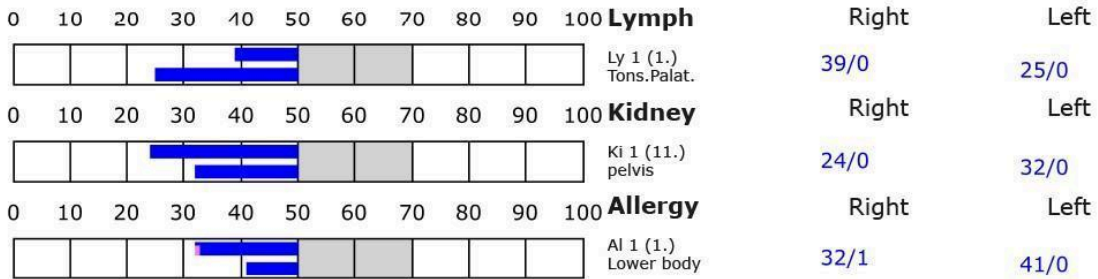 0 10 20 30 40 50 60 70 80 90 100 Lymph Right Left
Ly 1 (1.)
Tons.Palat.
39/0 25/0
0 10 20 30 40 50 60 70 80 90 100 Kidney Right Left
Ki 1 (11.)
pelvis
24/0 32/0
0 10 20 30 40 50 60 70 80 90 100 Allergy Right Left
Al 1 (1.)
Lower body
32/1 41/0